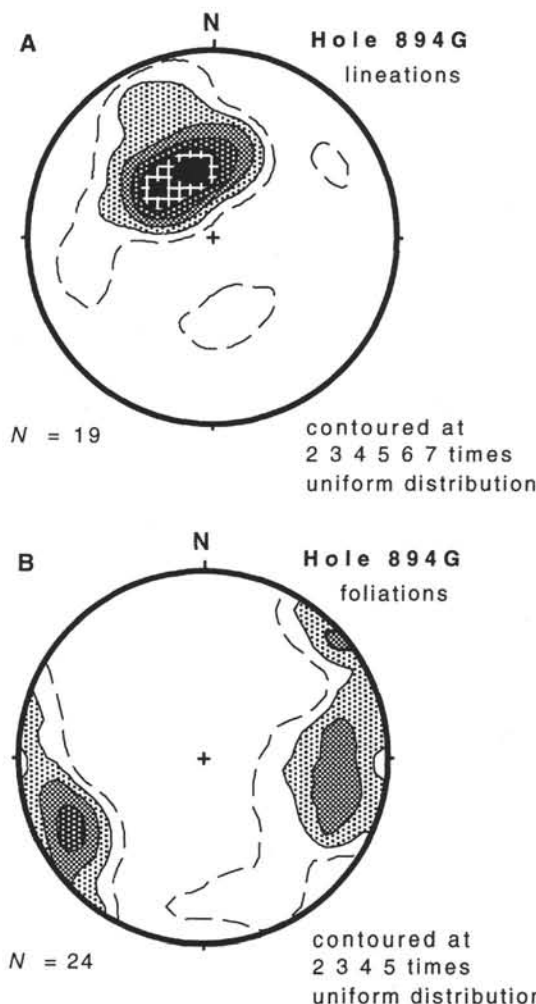 A
N
Hole 894G
lineations
N = 19
contoured at
2 3 4 5 6 7 times
uniform distribution
B
N
Hole 894G
foliations
N = 24
contoured at
2 3 4 5 times
uniform distribution